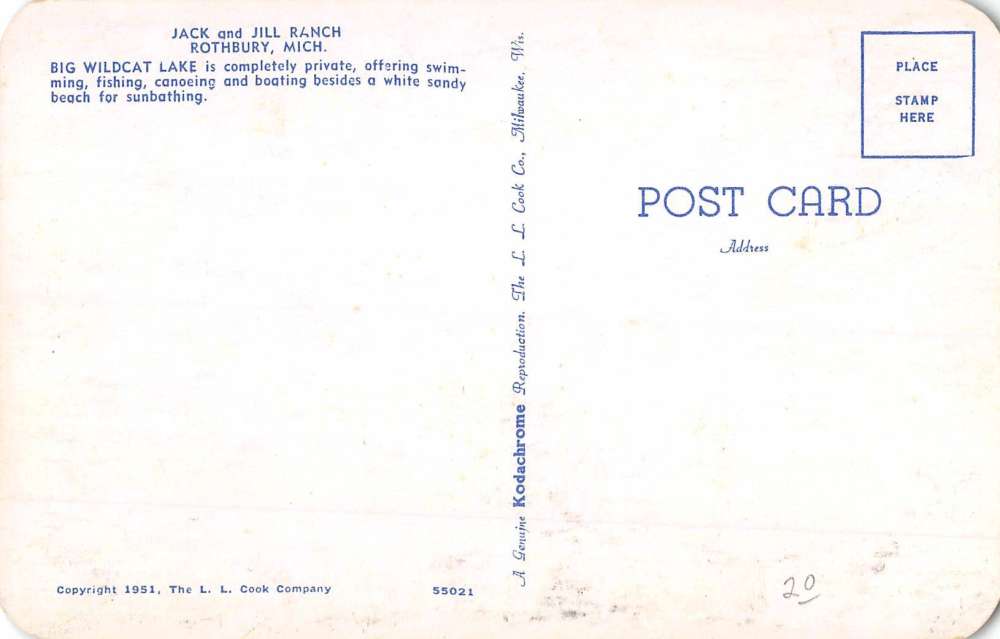 JACK and JILL RANCH
ROTHBURY, MICH.
BIG WILDCAT LAKE is completely private, offering swim-
ming, fishing, canoeing and boating besides a white sandy
beach for sunbathing.
Copyright 1951, The L. L. Cook Company
55021
A Genuine Kodachrome Reproduction. The L. L. Cook Co., Milwaukee, Wis.
PLACE
STAMP
HERE
POST CARD
Address
20